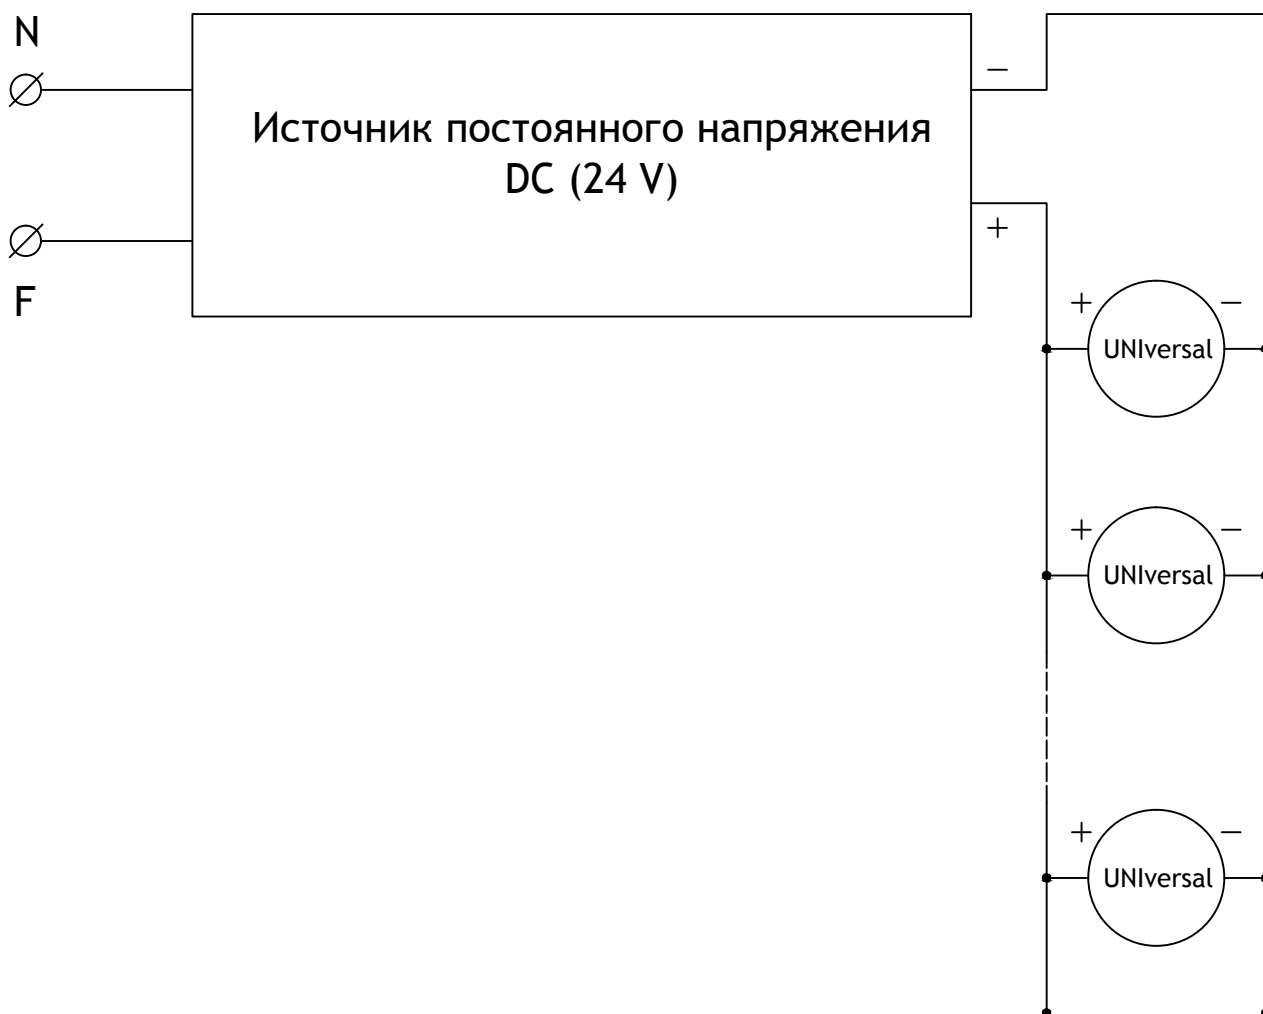 N
−
Источник постоянного напряжения
DC (24 V)
+
F
+ −
UNIversal
+ −
UNIversal
+ −
UNIversal